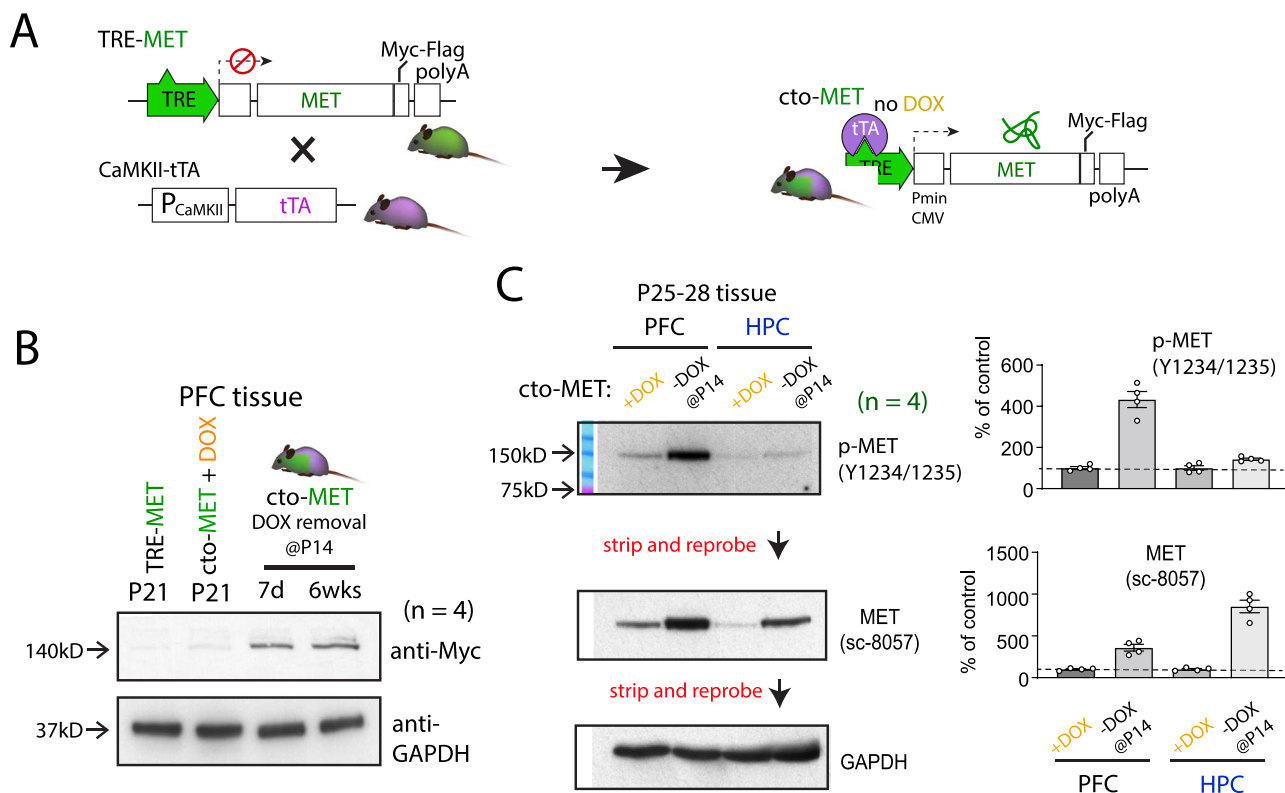 A
TRE-MET
Myc-Flag
polyA
TRE
MET
CaMKII-tTA
PCaMKII
tTA
cto-MET no DOX
tTA
TRE
Myc-Flag
MET
polyA
Pmin
CMV
B
PFC tissue
TRE-MET
cto-MET + DOX
cto-MET
DOX removal
@P14
P21
P21
7d
6wks
(n = 4)
140kD
anti-Myc
37kD
anti-
GAPDH
C
P25-28 tissue
PFC
HPC
cto-MET:
+DOX
-DOX
@P14
+DOX
-DOX
@P14
(n = 4)
150kD
75kD
p-MET
(Y1234/1235)
strip and reprobe
MET
(sc-8057)
strip and reprobe
GAPDH
p-MET
(Y1234/1235)
% of control
600
400
200
0
MET
(sc-8057)
% of control
1500
1000
500
0
+DOX
-DOX
@P14
+DOX
-DOX
@P14
PFC
HPC